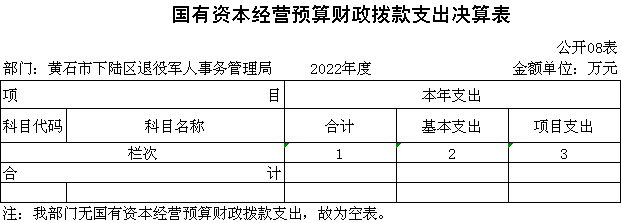 国有资本经营预算财政拨款支出决算表
公开08表
部门：黄石市下陆区退役军人事务管理局 2022年度 金额单位：万元
项 目 本年支出
科目代码 科目名称 合计 基本支出 项目支出
栏次 1 2 3
合 计
注：我部门无国有资本经营预算财政拨款支出，故为空表。